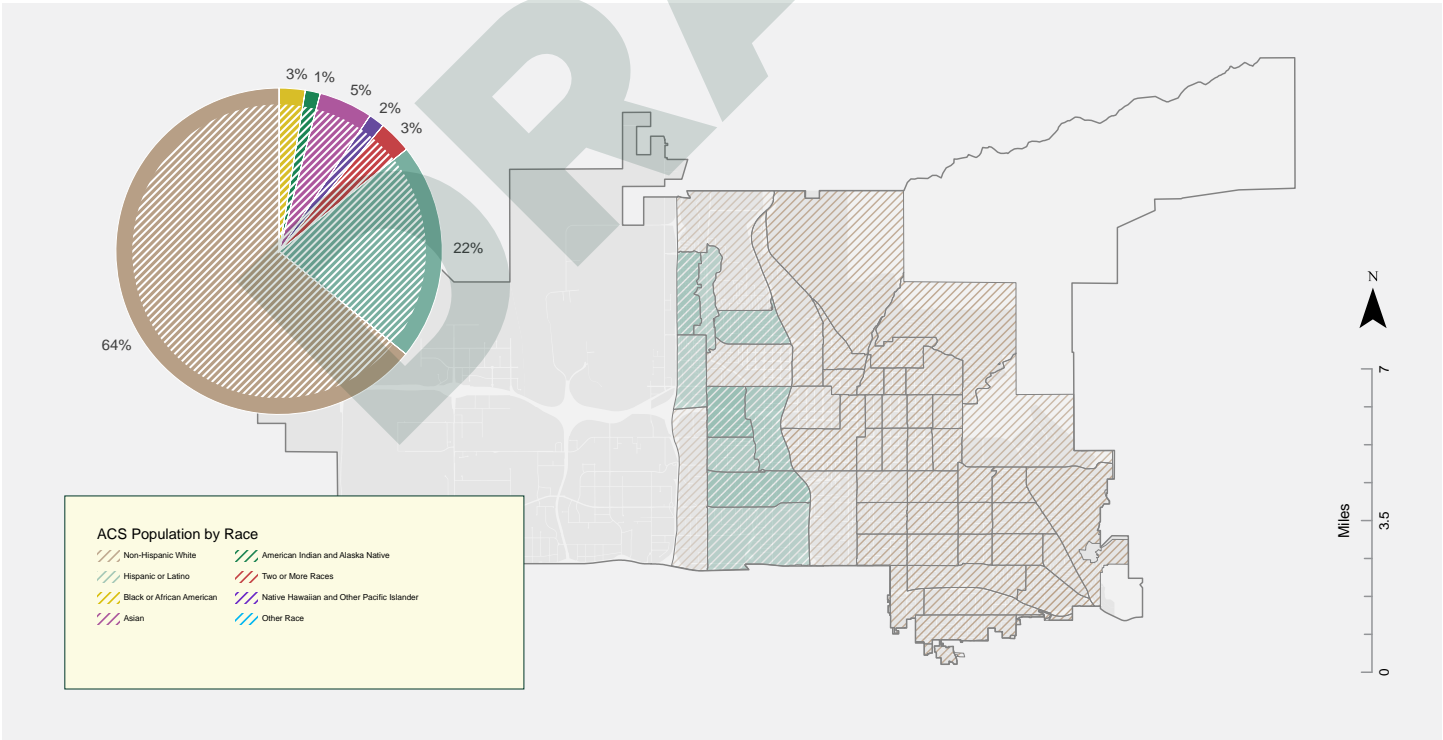 3%
1%
5%
2%
3%
22%
64%
N
7
3.5
0
Miles
ACS Population by Race
Non-Hispanic White
Hispanic or Latino
Black or African American
Asian
American Indian and Alaska Native
Two or More Races
Native Hawaiian and Other Pacific Islander
Other Race
DRA